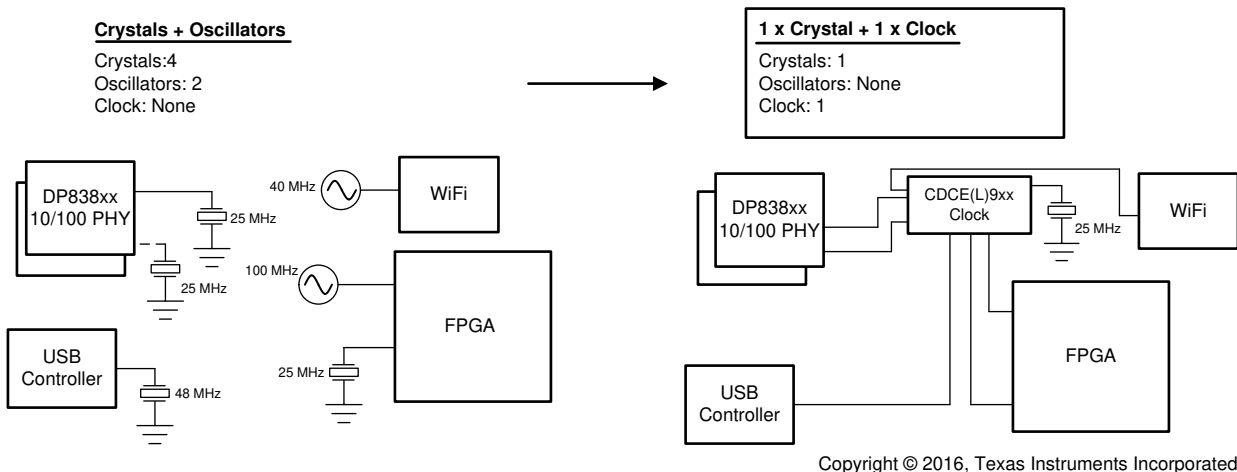 Crystals + Oscillators
Crystals:4
Oscillators: 2
Clock: None
1 x Crystal + 1 x Clock
Crystals: 1
Oscillators: None
Clock: 1
DP838xx
10/100 PHY
25 MHz
25 MHz
USB
Controller
48 MHz
40 MHz
WiFi
100 MHz
FPGA
25 MHz
DP838xx
10/100 PHY
CDCE(L)9xx
Clock
25 MHz
WiFi
FPGA
USB
Controller
Copyright © 2016, Texas Instruments Incorporated